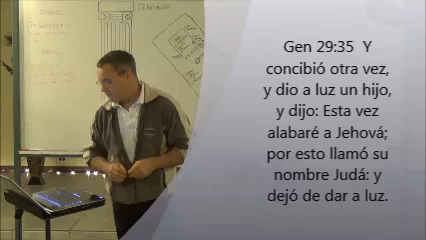 Gen 29:35 Y
concibió otra vez,
y dio a luz un hijo,
y dijo: Esta vez
alabaré a Jehová;
por esto llamó su
nombre Judá: y
dejó de dar a luz.